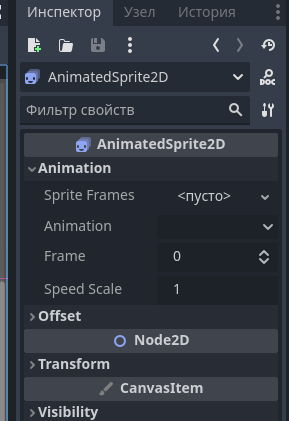 Инспектор Узел История
AnimatedSprite2D
DOC
Фильтр свойств
AnimatedSprite2D
Animation
Sprite Frames <пусто>
Animation
Frame 0
Speed Scale 1
Offset
Node2D
Transform
CanvasItem
Visibility